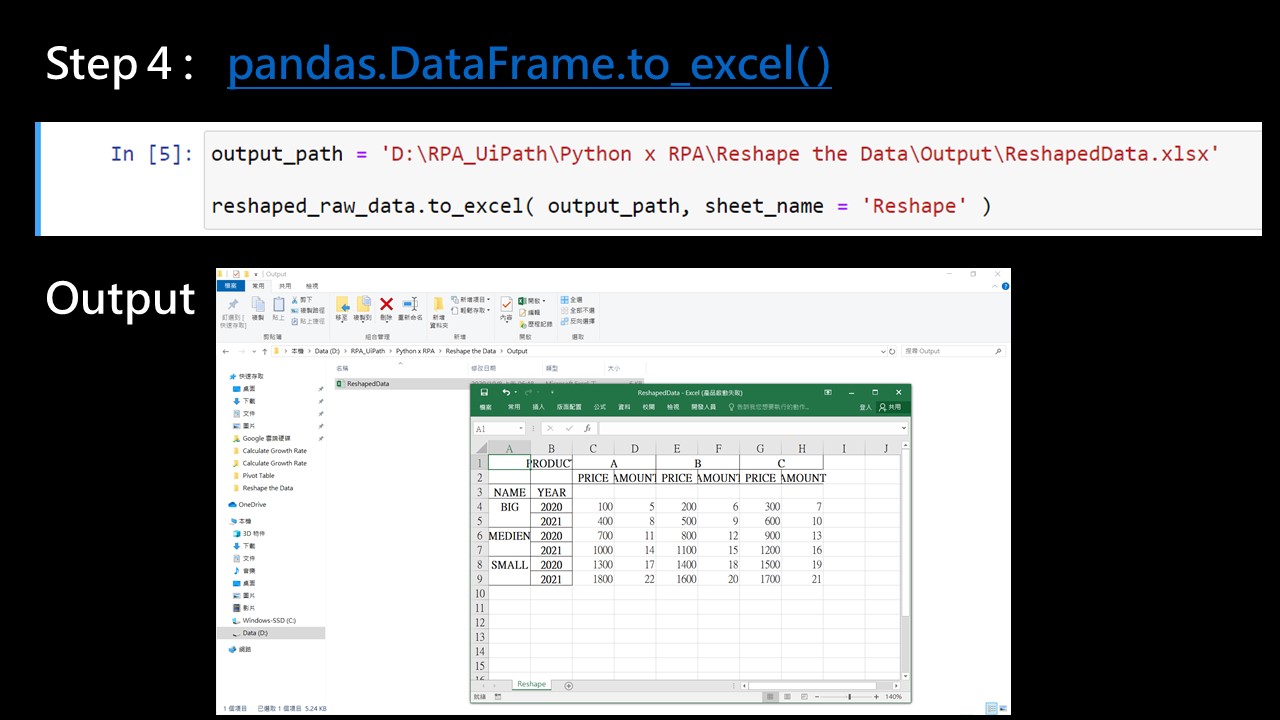 Step 4 : pandas.DataFrame.to_excel( )
In [5]: output_path = 'D:\RPA_UiPath\Python x RPA\Reshape the Data\Output\ReshapedData.xlsx'
reshaped_raw_data.to_excel( output_path, sheet_name = 'Reshape' )
Output
Output
檔案 常用 共用 檢視
剪下
複製路徑
貼上捷徑
釘選到 [快速存取]
複製 貼上
移至 複製到 刪除 重新命名
新增資料夾
新增項目
輕鬆存取
內容
開啟
編輯
歷程記錄
全選
全部不選
反向選擇
剪貼簿 組合管理 新增 開啟 選取
本機 > Data (D:) > RPA_UiPath > Python x RPA > Reshape the Data > Output
搜尋 Output
名稱 修改日期 類型 大小
ReshapedData
快速存取
桌面
下載
文件
圖片
Google 雲端硬碟
Calculate Growth Rate
Calculate Growth Rate
Pivot Table
Reshape the Data
OneDrive
本機
3D 物件
下載
文件
音樂
桌面
圖片
影片
Windows-SSD (C:)
Data (D:)
網路
1 個項目 已選取 1 個項目 5.24 KB
ReshapedData - Excel (產品啟動失敗)
檔案 常用 插入 版面配置 公式 資料 校閱 檢視 開發人員 告訴我您想要執行的動作... 登入 共用
A1 fx
A B C D E F G H I J
1 PRODUCT A B C
2 PRICE AMOUNT PRICE AMOUNT PRICE AMOUNT
3 NAME YEAR
4 BIG 2020 100 5 200 6 300 7
5 2021 400 8 500 9 600 10
6 MEDIEN 2020 700 11 800 12 900 13
7 2021 1000 14 1100 15 1200 16
8 SMALL 2020 1300 17 1400 18 1500 19
9 2021 1800 22 1600 20 1700 21
10
11
12
13
14
15
16
Reshape
就緒 140%